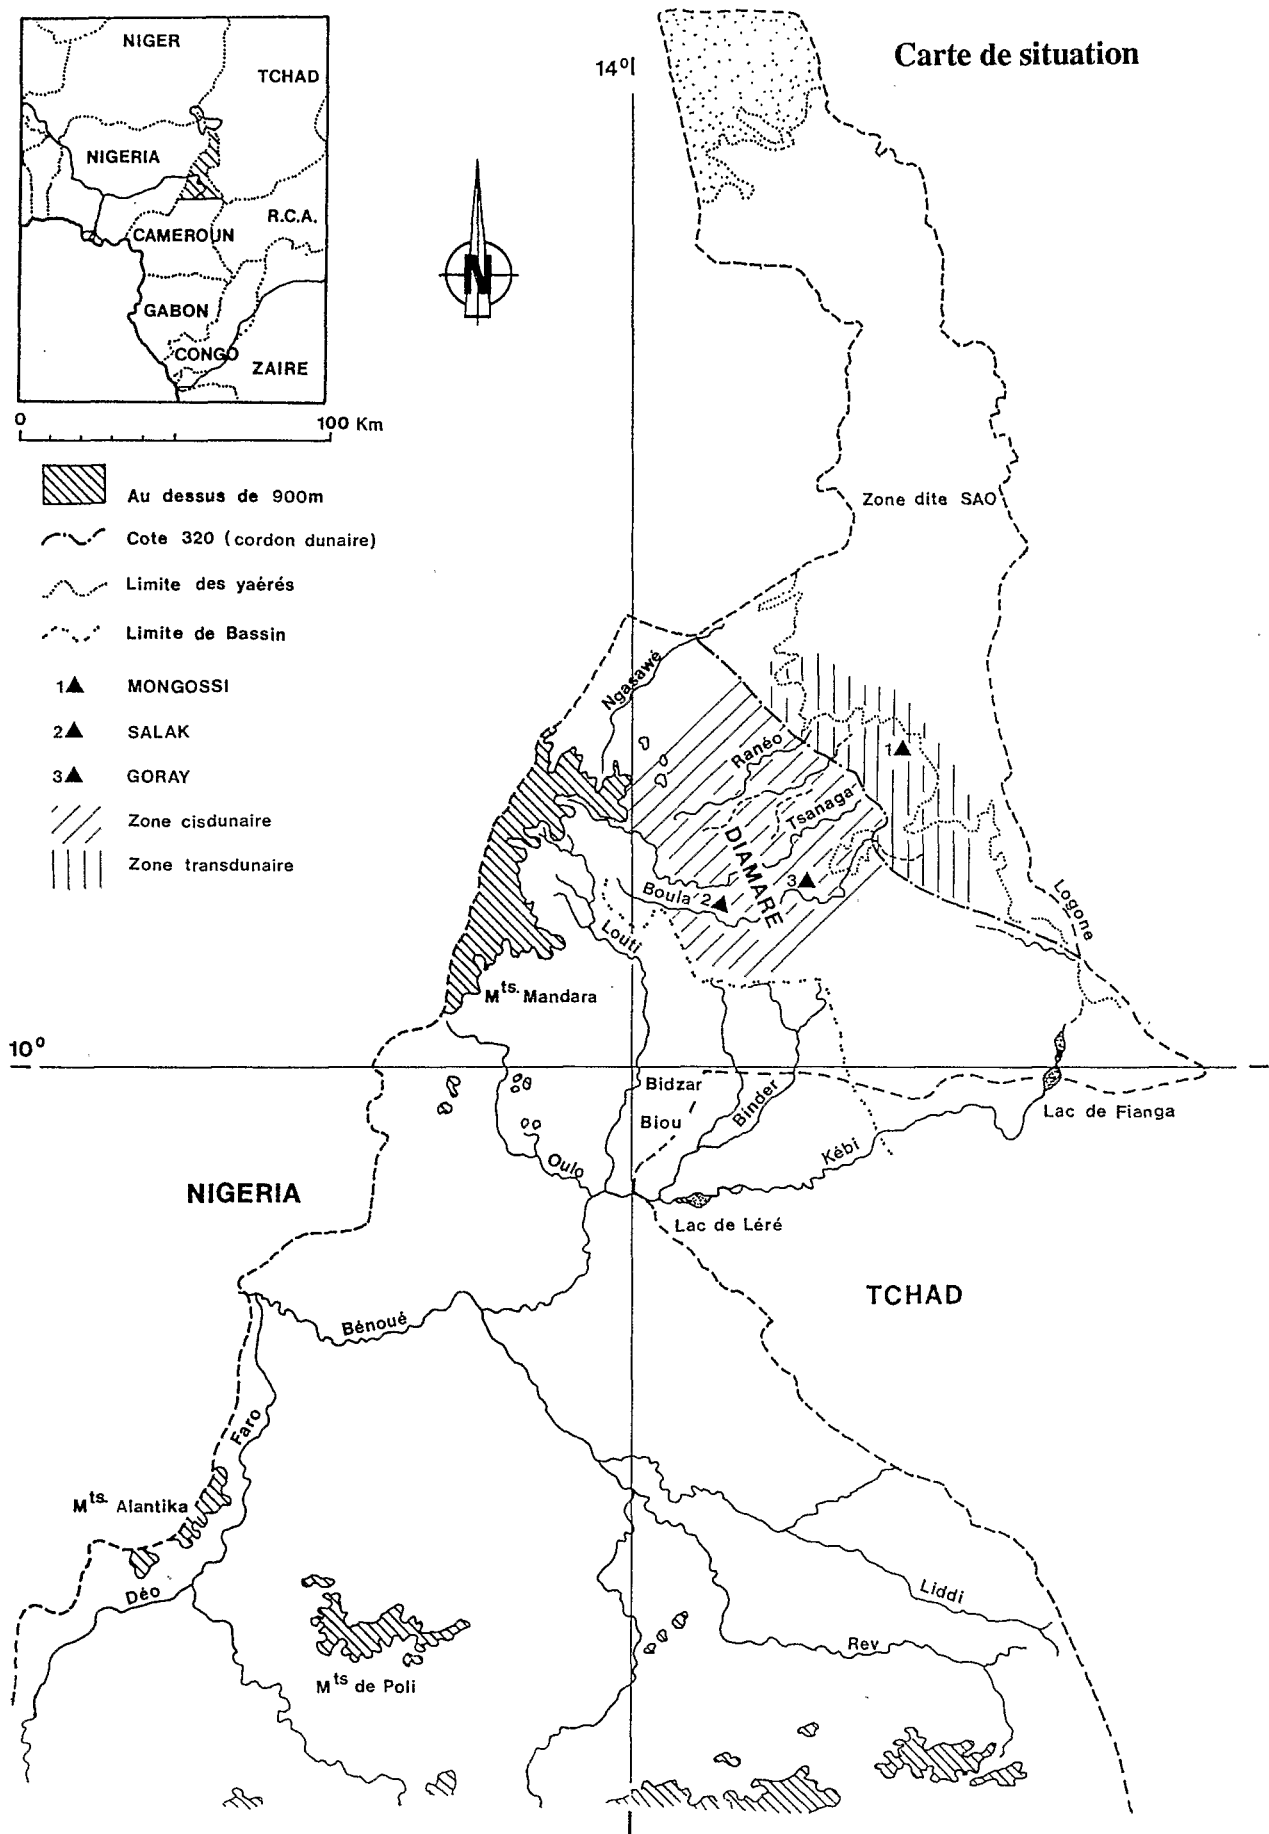 Carte de situation
14°
NIGER
TCHAD
NIGERIA
R.C.A.
CAMEROUN
GABON
CONGO
ZAIRE
N
0 100 Km
Au dessus de 900m
Cote 320 (cordon dunaire)
Limite des yaérés
Limite de Bassin
1 MONGOSSI
2 SALAK
3 GORAY
Zone cisdunaire
Zone transdunaire
Zone dite SAO
Ngasawé
Ranéo
1
Tsanaga
DIAMARE
3
Boula
2
Louti
Logone
Mts. Mandara
10°
Bidzar
Binder
Biou
Lac de Fianga
Kébi
Oulo
NIGERIA
Lac de Léré
TCHAD
Bénoué
Faro
Mts. Alantika
Déo
Liddi
Rev
Mts de Poli